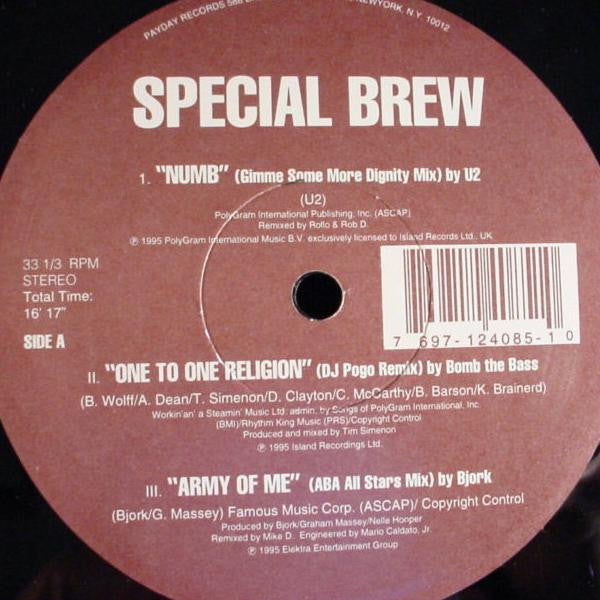 PAYDAY RECORDS 568 NEWYORK, N.Y. 10012
SPECIAL BREW
1. "NUMB" (Gimme Some More Dignity Mix) by U2
(U2)
PolyGram International Publishing, Inc. (ASCAP)
Remixed by Rollo & Rob D.
℗ 1995 PolyGram International Music B.V. exclusively licensed to Island Records Ltd., UK
33 1/3 RPM
STEREO
Total Time:
16' 17"
SIDE A
7 697-124085-1 0
II. "ONE TO ONE RELIGION" (DJ Pogo Remix) by Bomb the Bass
(B. Wolff/A. Dean/T. Simenon/D. Clayton/C. McCarthy/B. Barson/K. Brainerd)
Workin'an' a Steamin' Music Ltd. admin. by Songs of PolyGram International, Inc.
(BMI)/Rhythm King Music (PRS)/Copyright Control
Produced and mixed by Tim Simenon
℗ 1995 Island Recordings Ltd.
III. "ARMY OF ME" (ABA All Stars Mix) by Bjork
(Bjork/G. Massey) Famous Music Corp. (ASCAP)/ Copyright Control
Produced by Bjork/Graham Massey/Nelle Hooper
Remixed by Mike D. Engineered by Mario Caldato, Jr.
℗ 1995 Elektra Entertainment Group